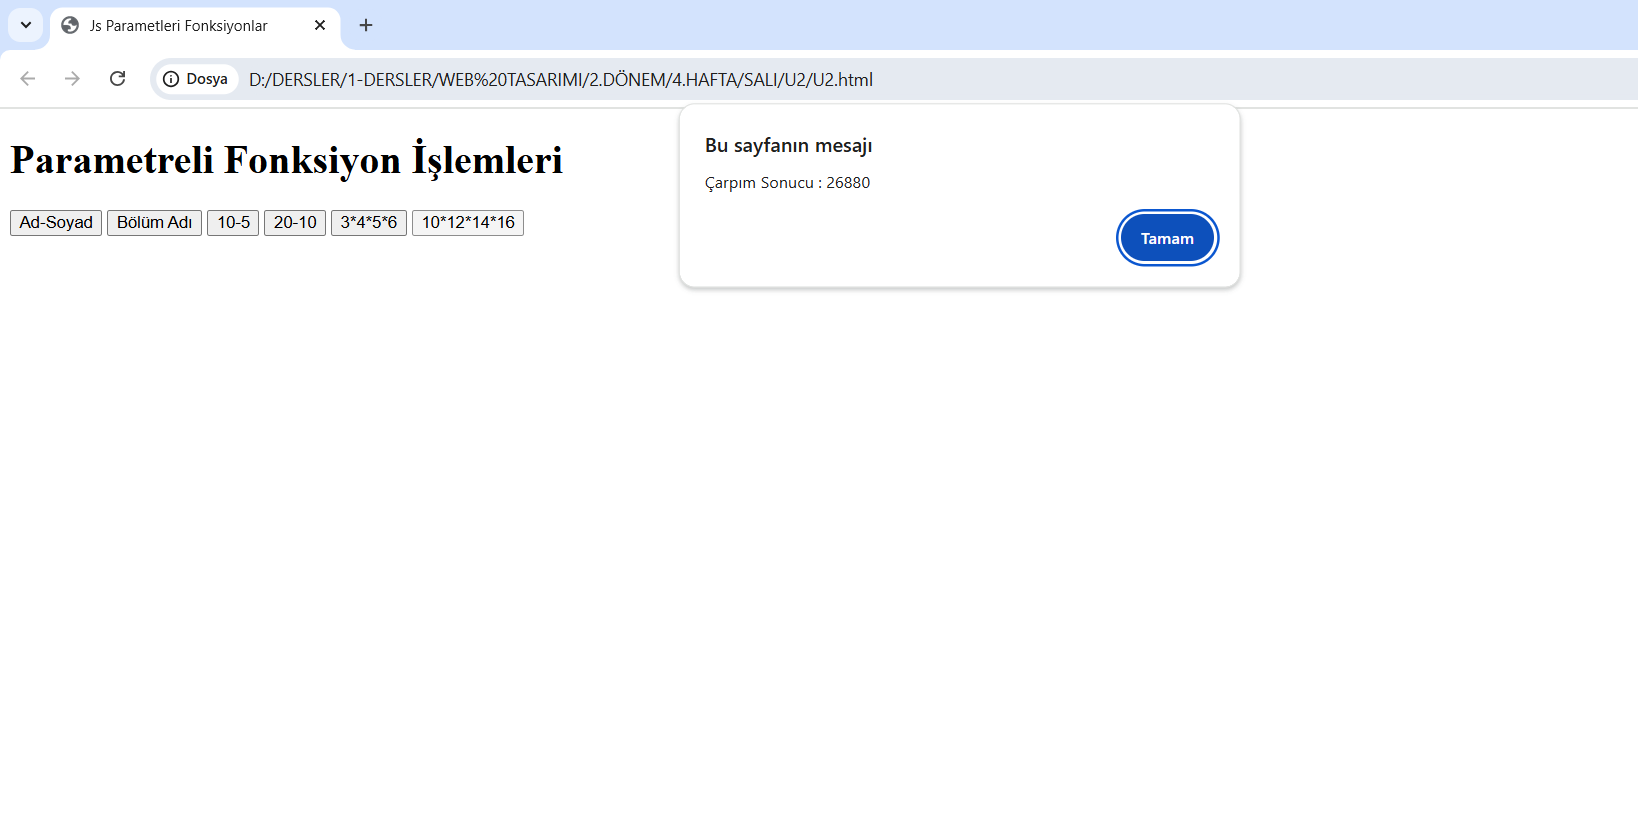 Js Parametleri Fonksiyonlar
Dosya D:/DERSLER/1-DERSLER/WEB%20TASARIMI/2.DÖNEM/4.HAFTA/SALI/U2/U2.html
Bu sayfanın mesajı
Çarpım Sonucu : 26880
Tamam
Parametreli Fonksiyon İşlemleri
Ad-Soyad Bölüm Adı 10-5 20-10 3*4*5*6 10*12*14*16